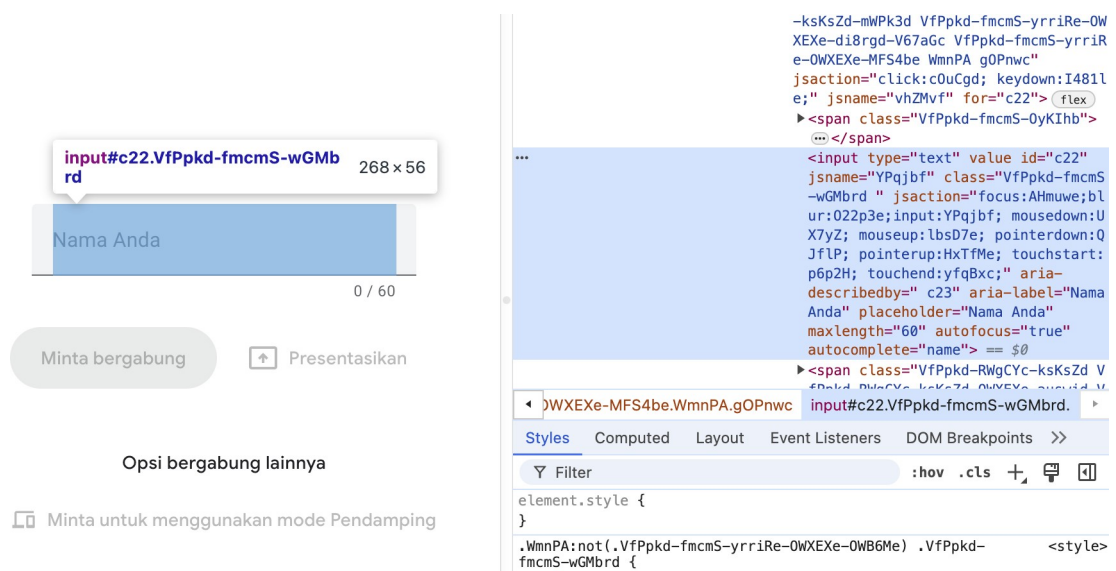 input#c22.VfPpkd-fmcmS-wGMb
rd
268×56
Nama Anda
0 / 60
Minta bergabung
Presentasikan
Opsi bergabung lainnya
Minta untuk menggunakan mode Pendamping
-ksKsZd-mWPk3d VfPpkd-fmcmS-yrriRe-OW
XEXe-di8rgd-V67aGc VfPpkd-fmcmS-yrriR
e-OWXEXe-MFS4be WmnPA gOPnwc"
jsaction="click:cOuCgd; keydown:I481l
e;" jsname="vhZMvf" for="c22"> flex
<span class="VfPpkd-fmcmS-OyKIhb">
… </span>
<input type="text" value id="c22"
jsname="YPqjbf" class="VfPpkd-fmcmS
-wGMbrd " jsaction="focus:AHmuwe;bl
ur:O22p3e;input:YPqjbf; mousedown:U
X7yZ; mouseup:lbsD7e; pointerdown:Q
JflP; pointerup:HxTfMe; touchstart:
p6p2H; touchend:yfqBxc;" aria-
describedby=" c23" aria-label="Nama
Anda" placeholder="Nama Anda"
maxlength="60" autofocus="true"
autocomplete="name"> == $0
<span class="VfPpkd-RWgCYc-ksKsZd V
OWXEXe-MFS4be.WmnPA.gOPnwc input#c22.VfPpkd-fmcmS-wGMbrd.
Styles Computed Layout Event Listeners DOM Breakpoints
Filter :hov .cls
element.style {
}
.WmnPA:not(.VfPpkd-fmcmS-yrriRe-OWXEXe-OWB6Me) .VfPpkd- <style>
fmcmS-wGMbrd {